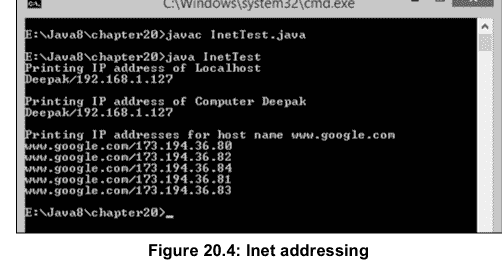 C:\Windows\system32\cmd.exe
E:\Java8\chapter20>javac InetTest.java
E:\Java8\chapter20>java InetTest
Printing IP address of Localhost
Deepak/192.168.1.127
Printing IP address of Computer Deepak
Deepak/192.168.1.127
Printing IP addresses for host name www.google.com
www.google.com/173.194.36.80
www.google.com/173.194.36.82
www.google.com/173.194.36.84
www.google.com/173.194.36.81
www.google.com/173.194.36.83
E:\Java8\chapter20>_
Figure 20.4: Inet addressing